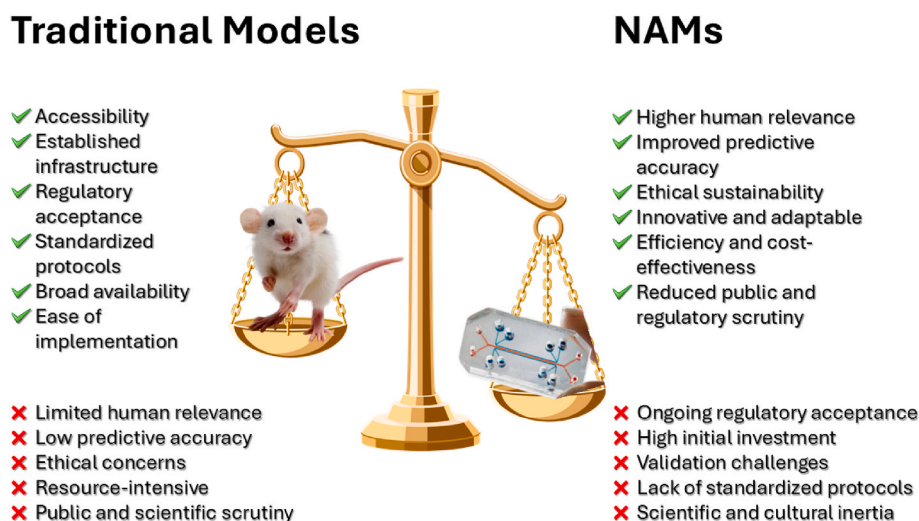 Traditional Models
Accessibility
Established
infrastructure
Regulatory
acceptance
Standardized
protocols
Broad availability
Ease of
implementation
Limited human relevance
Low predictive accuracy
Ethical concerns
Resource-intensive
Public and scientific scrutiny
NAMs
Higher human relevance
Improved predictive
accuracy
Ethical sustainability
Innovative and adaptable
Efficiency and cost-
effectiveness
Reduced public and
regulatory scrutiny
Ongoing regulatory acceptance
High initial investment
Validation challenges
Lack of standardized protocols
Scientific and cultural inertia